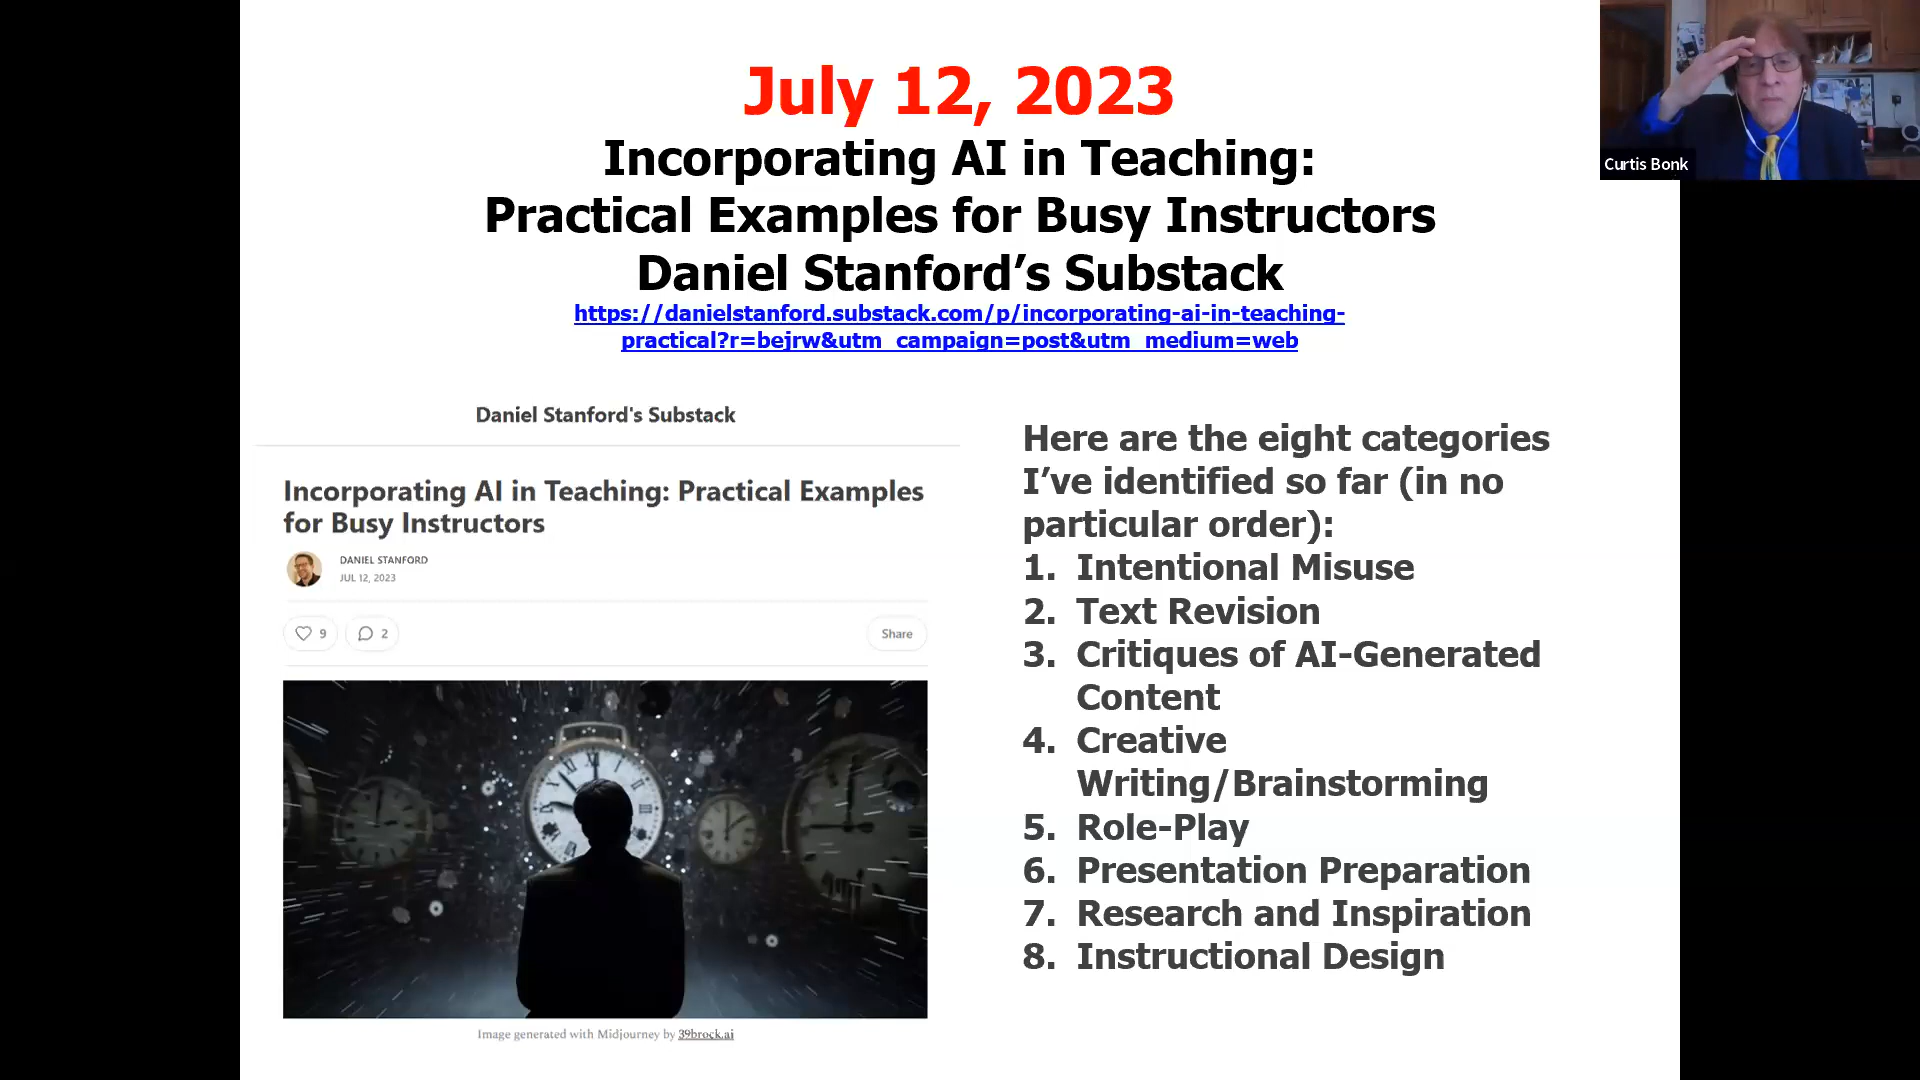 July 12, 2023
Incorporating AI in Teaching:
Practical Examples for Busy Instructors
Daniel Stanford’s Substack
https://danielstanford.substack.com/p/incorporating-ai-in-teaching-
practical?r=bejrw&utm_campaign=post&utm_medium=web
Curtis Bonk
Daniel Stanford's Substack
Incorporating AI in Teaching: Practical Examples
for Busy Instructors
DANIEL STANFORD
JUL 12, 2023
9 2 Share
Image generated with Midjourney by 39brock.ai
Here are the eight categories
I’ve identified so far (in no
particular order):
1. Intentional Misuse
2. Text Revision
3. Critiques of AI-Generated
Content
4. Creative
Writing/Brainstorming
5. Role-Play
6. Presentation Preparation
7. Research and Inspiration
8. Instructional Design